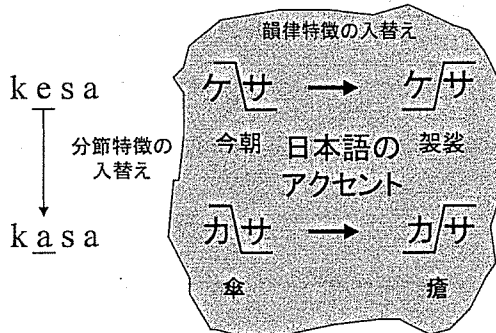 韻律特徴の入替え
kesa
ケサ → ケサ
今朝
袈裟
分節特徴の
入替え
日本語の
アクセント
kasa
カサ → カサ
傘
瘡